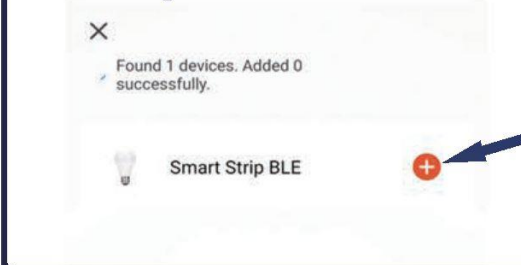 Found 1 devices. Added 0
successfully.
Smart Strip BLE